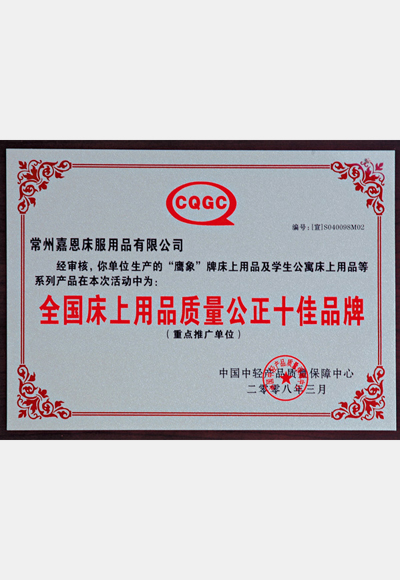 CQGC
编号:[宣]S040098M02
常州嘉恩床服用品有限公司
经审核,你单位生产的“鹰象”牌床上用品及学生公寓床上用品等
系列产品在本次活动中为:
全国床上用品质量公正十佳品牌
(重点推广单位)
中国中轻产品质量保障中心
二零零八年三月